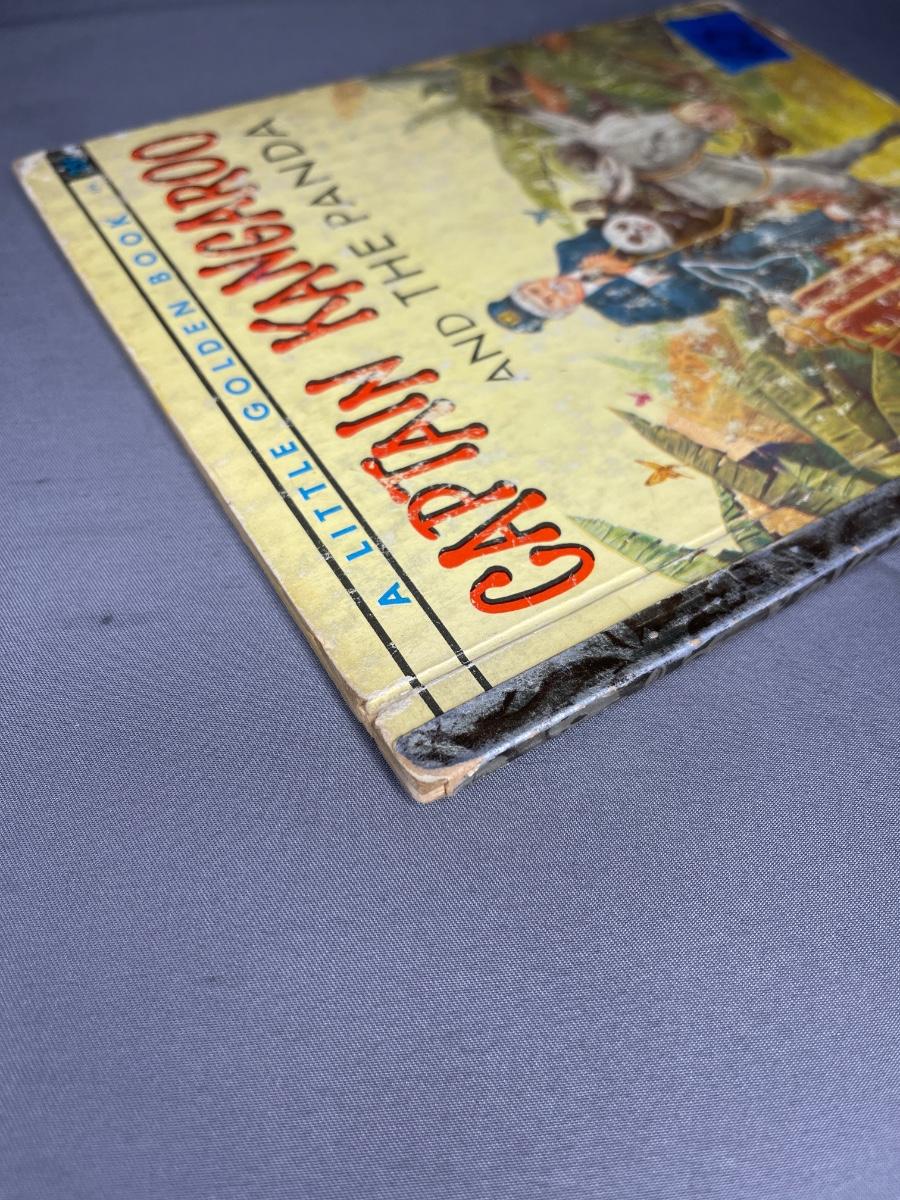 A LITTLE GOLDEN BOOK
CAPTAIN KANGAROO
AND THE PANDA